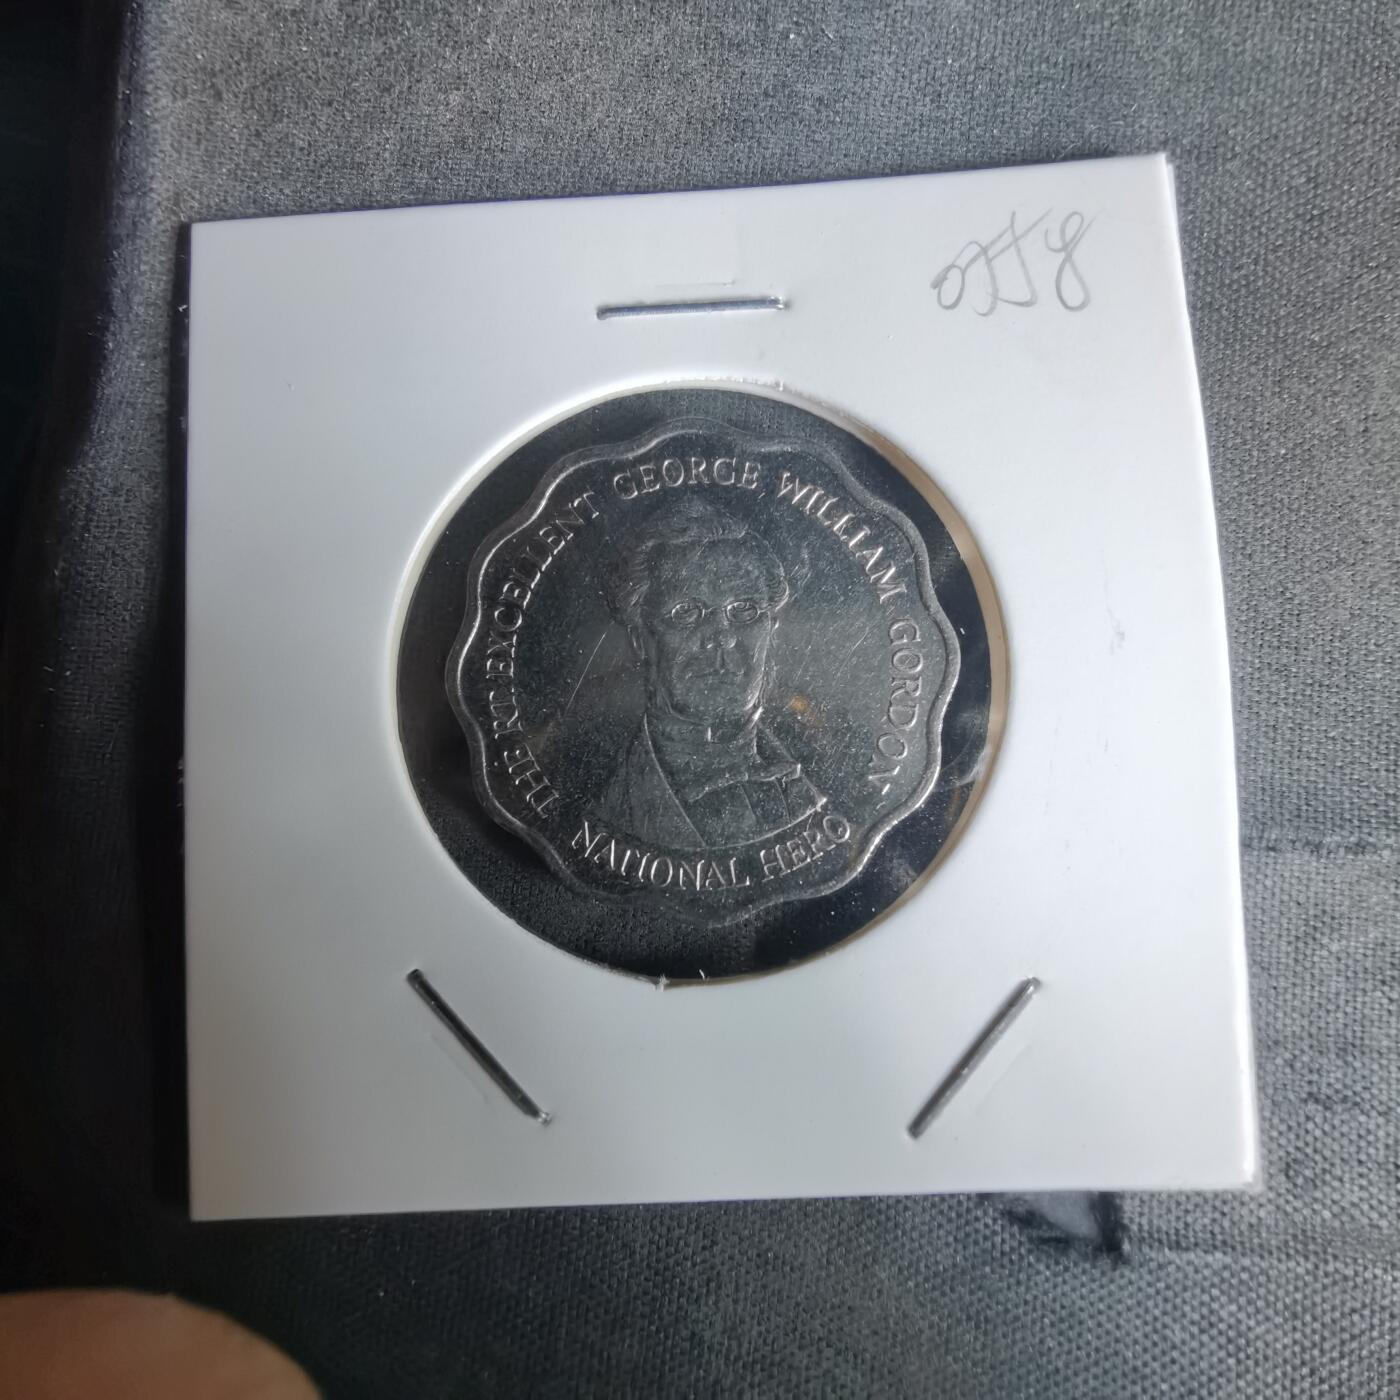 THE RT. EXCELLENT GEORGE WILLIAM GORDON
NATIONAL HERO